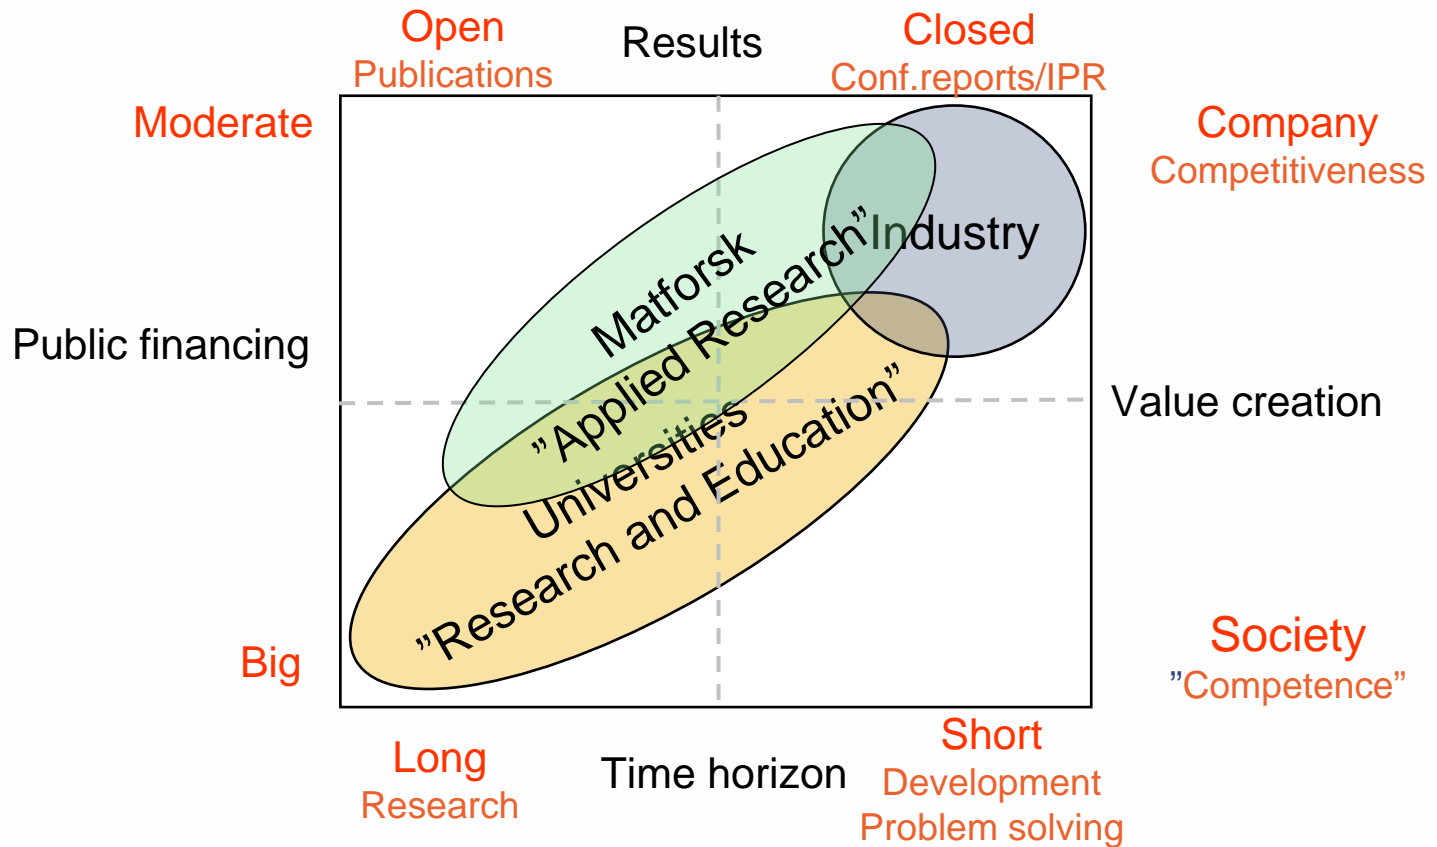 Open
Publications
Results
Closed
Conf.reports/IPR
Moderate
Company
Competitiveness
”Industry
Matforsk
”Applied Research
Public financing
Value creation
Universities
”Research and Education”
Big
Society
”Competence”
Long
Research
Time horizon
Short
Development
Problem solving